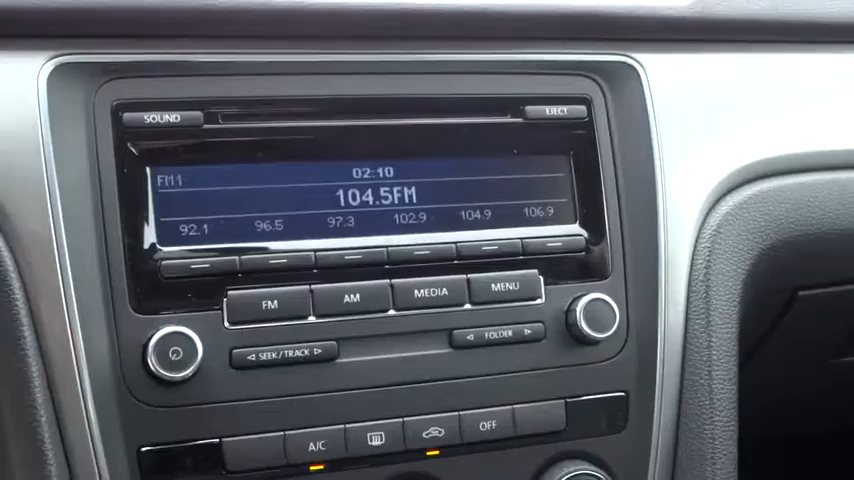 SOUND
EJECT
FM1
02:10
104.5FM
92.1 96.5 97.3 102.9 104.9 106.9
FM AM MEDIA MENU
SEEK/TRACK
FOLDER
A/C OFF